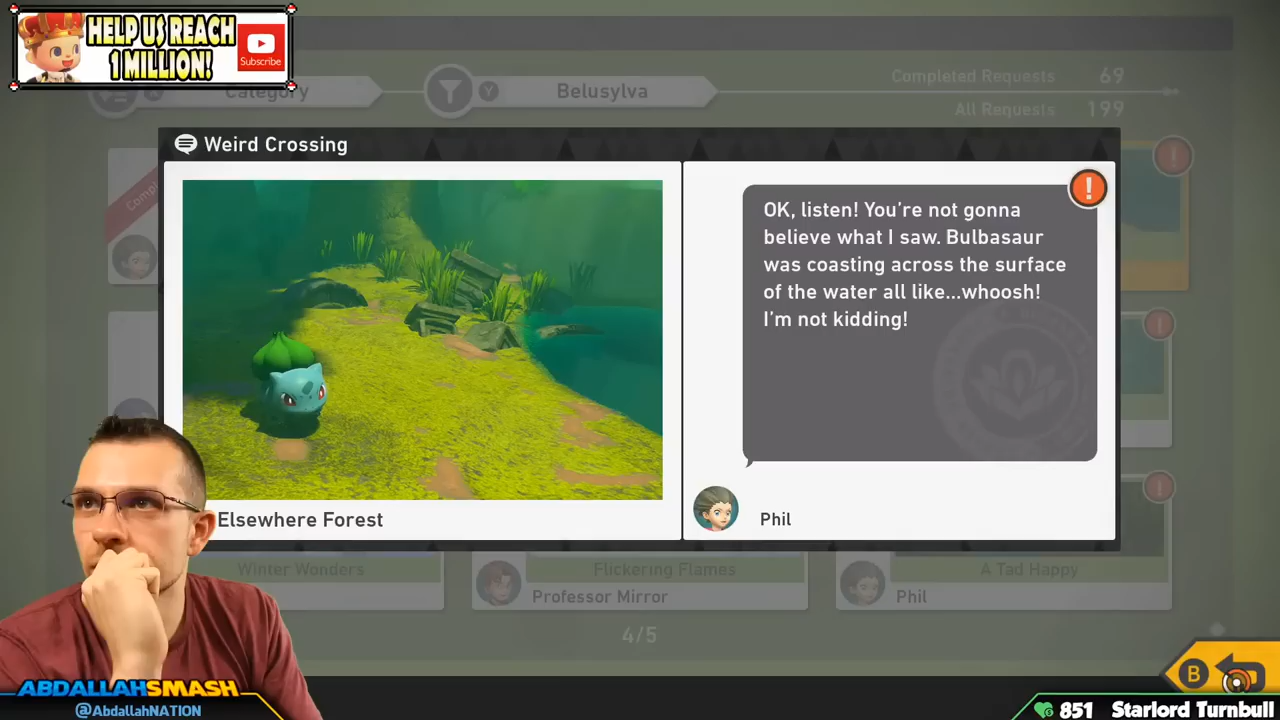 HELP US REACH
1 MILLION!
Subscribe
Category
Y
Belusylva
Completed Requests 69
All Requests 199
Weird Crossing
OK, listen! You're not gonna
believe what I saw. Bulbasaur
was coasting across the surface
of the water all like...whoosh!
I'm not kidding!
Elsewhere Forest
Phil
Winter Wonders
Flickering Flames
A Tad Happy
Professor Mirror
Phil
4/5
B
ABDALLAHSMASH
@AbdallahNATION
851 Starlord Turnbull